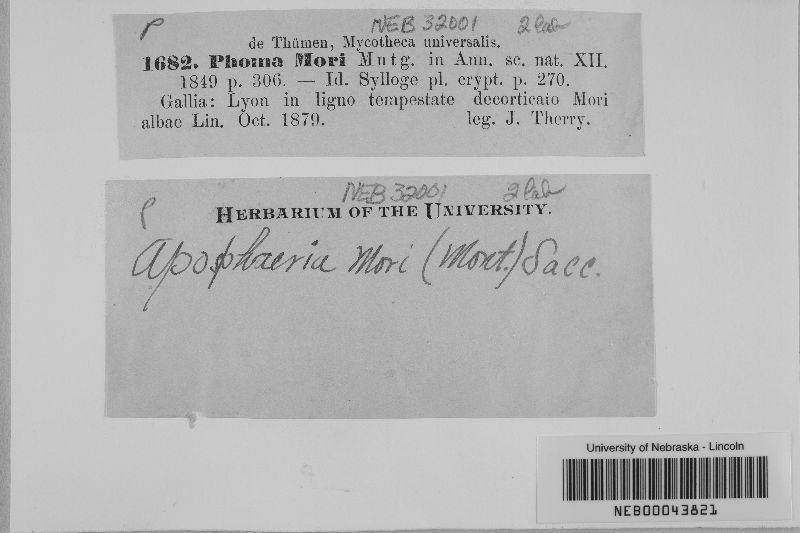 P NEB 32001 2 lab
de Thümen, Mycotheca universalis.
1682. Phoma Mori Mntg. in Ann. sc. nat. XII.
1849 p. 306. — Id. Sylloge pl. crypt. p. 270.
Gallia: Lyon in ligno tempestate decorticato Mori
albae Lin. Oct. 1879. leg. J. Therry.
P NEB 32001 2 lab
HERBARIUM OF THE UNIVERSITY.
Aposphaeria Mori (Mont.) Sacc.
University of Nebraska - Lincoln
NEB00043821